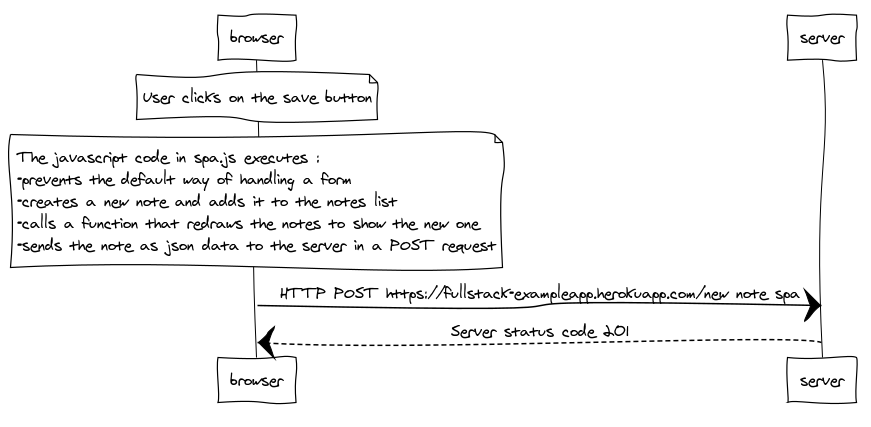 browser
server
User clicks on the save button
The javascript code in spa.js executes :
-prevents the default way of handling a form
-creates a new note and adds it to the notes list
-calls a function that redraws the notes to show the new one
-sends the note as json data to the server in a POST request
HTTP POST https://fullstack-exampleapp.herokuapp.com/new note spa
Server status code 201
browser
server